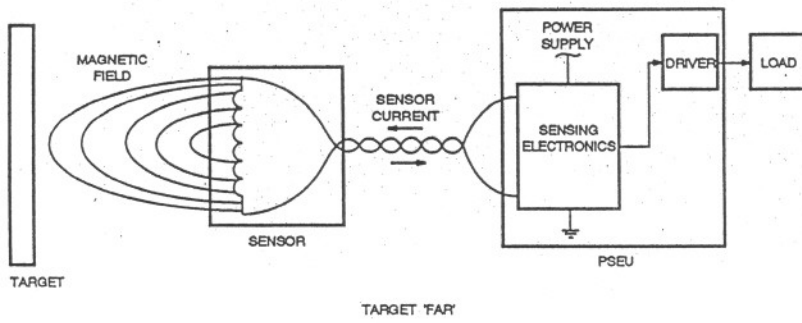 MAGNETIC
FIELD
POWER
SUPPLY
DRIVER
LOAD
SENSOR
CURRENT
SENSING
ELECTRONICS
SENSOR
PSEU
TARGET
TARGET 'FAR'